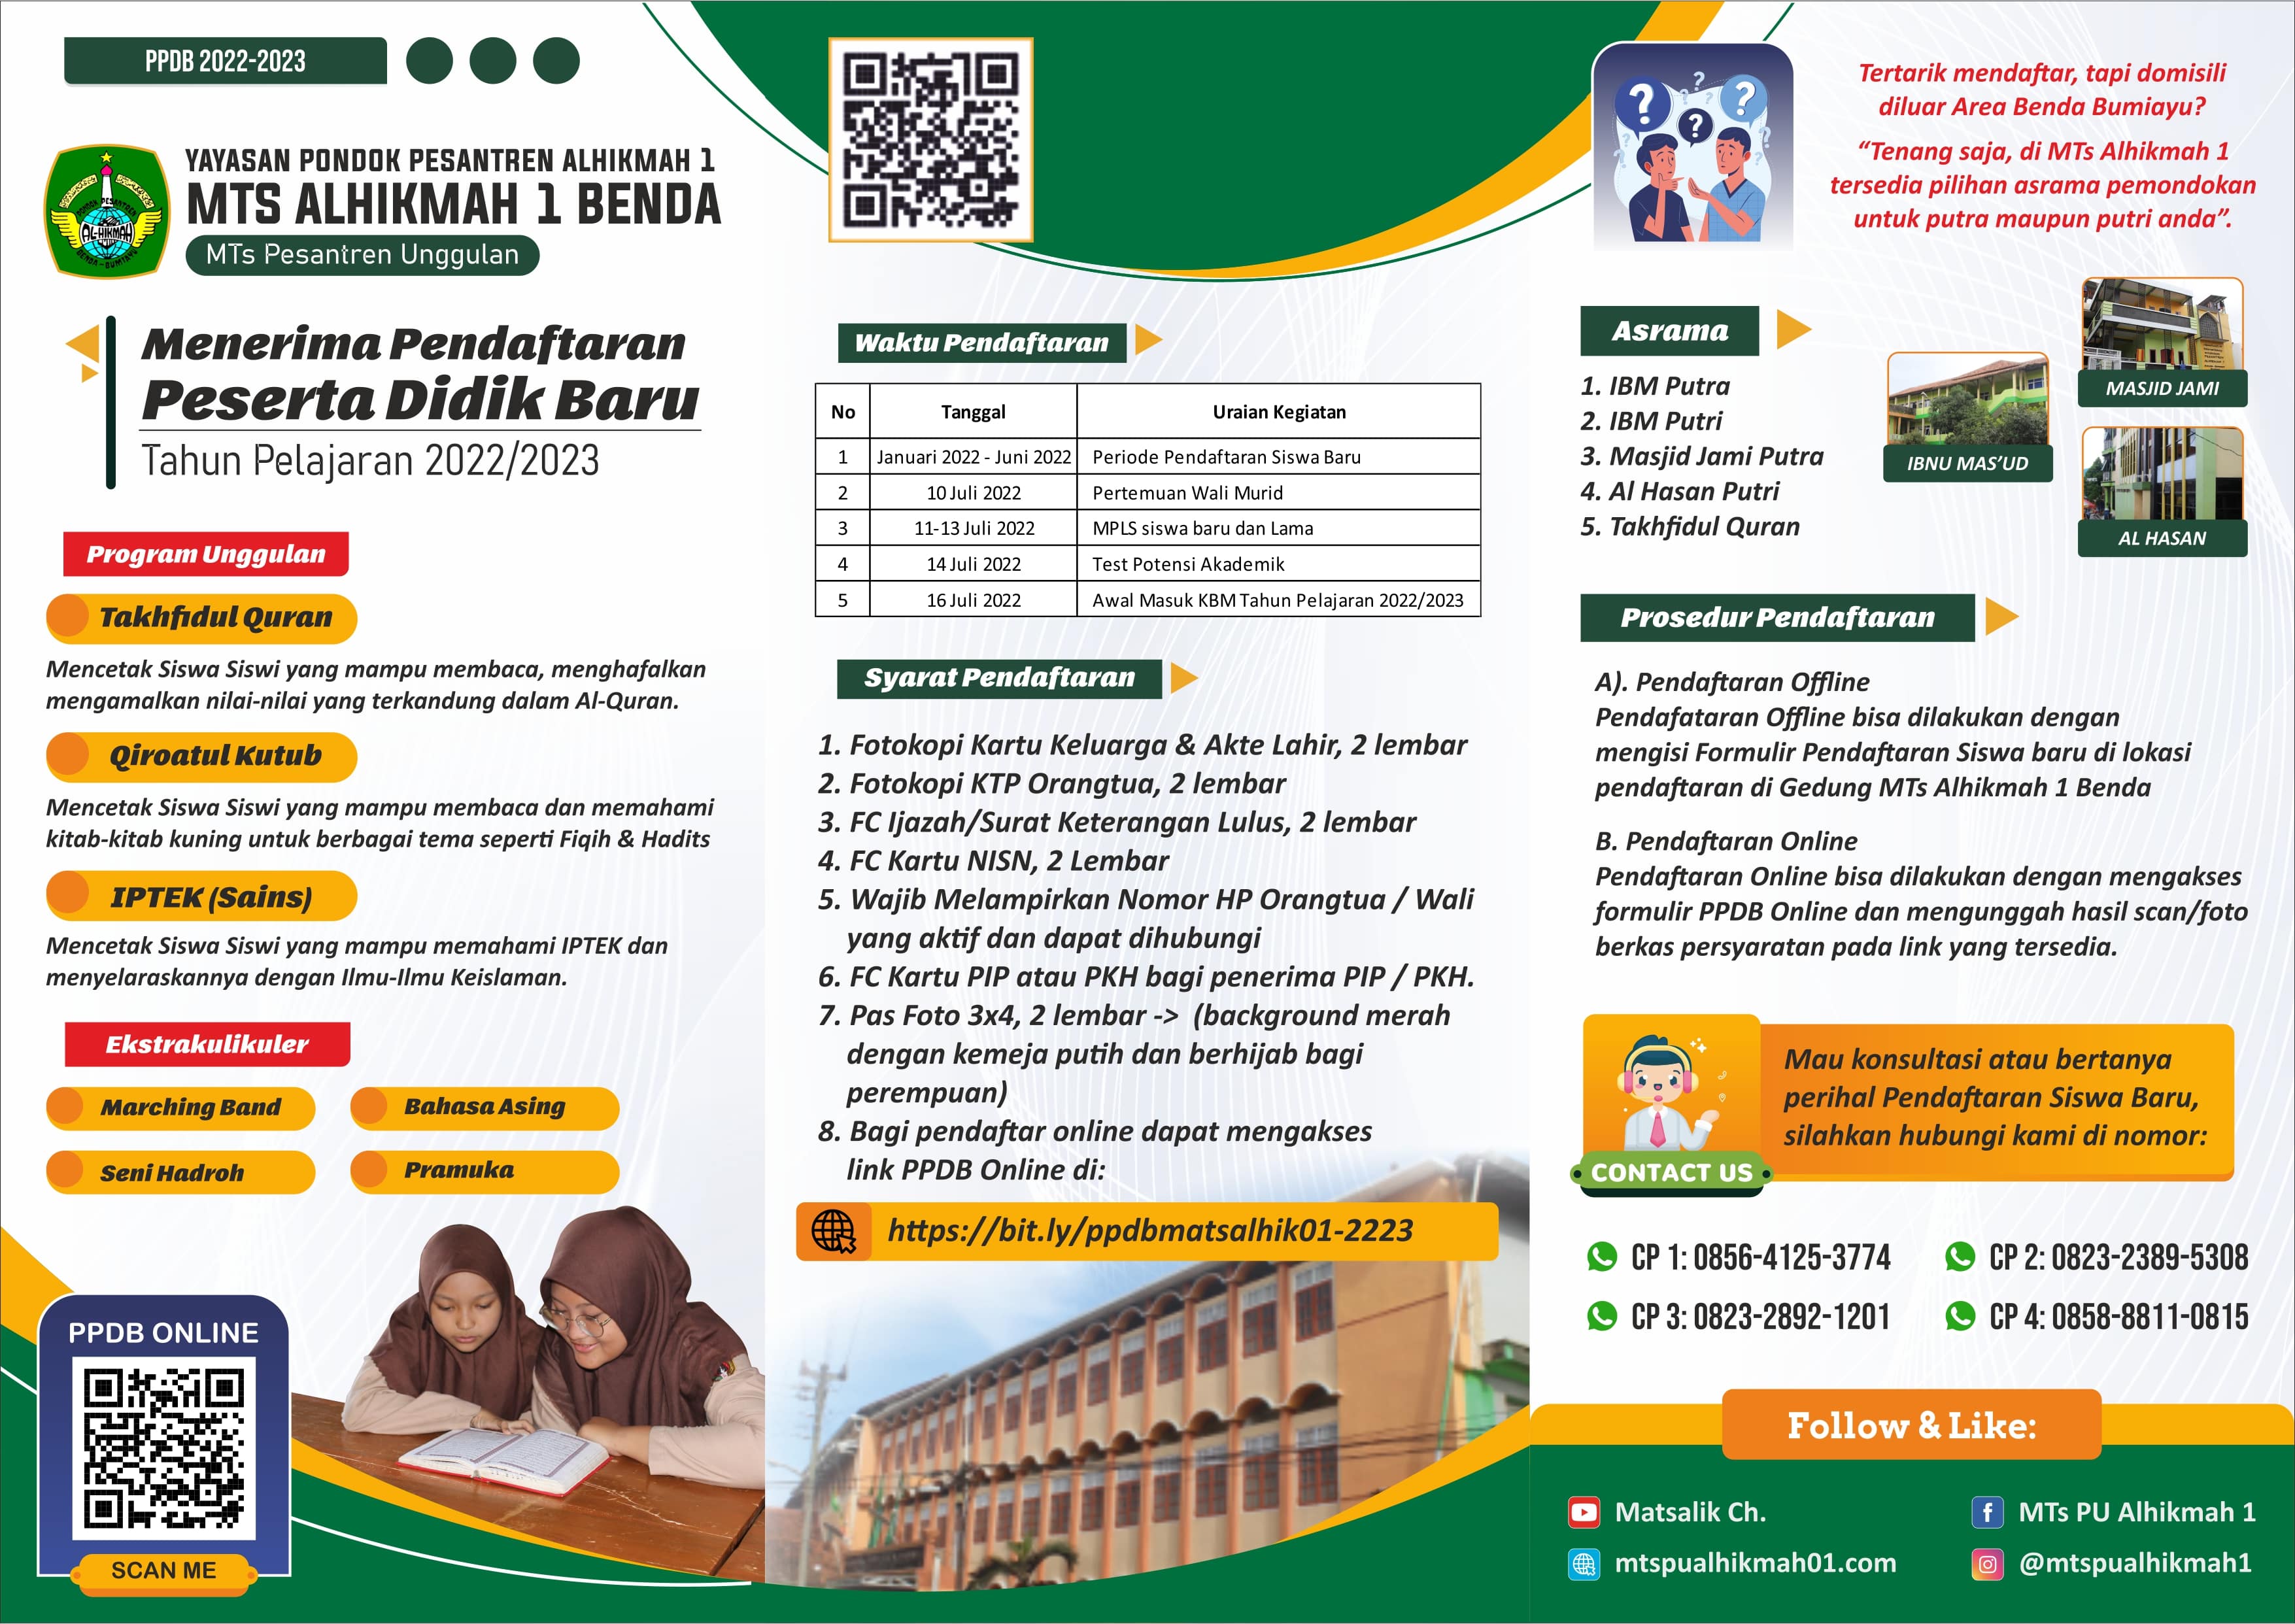 PPDB 2022-2023
YAYASAN PONDOK PESANTREN ALHIKMAH 1
MTS ALHIKMAH 1 BENDA
MTs Pesantren Unggulan
PONDOK PESANTREN
AL-HIKMAH
BENDA - BUMIAYU
Menerima Pendaftaran
Peserta Didik Baru
Tahun Pelajaran 2022/2023
Program Unggulan
Takhfidul Quran
Mencetak Siswa Siswi yang mampu membaca, menghafalkan
mengamalkan nilai-nilai yang terkandung dalam Al-Quran.
Qiroatul Kutub
Mencetak Siswa Siswi yang mampu membaca dan memahami
kitab-kitab kuning untuk berbagai tema seperti Fiqih & Hadits
IPTEK (Sains)
Mencetak Siswa Siswi yang mampu memahami IPTEK dan
menyelaraskannya dengan Ilmu-Ilmu Keislaman.
Ekstrakulikuler
Marching Band
Bahasa Asing
Seni Hadroh
Pramuka
PPDB ONLINE
SCAN ME
Waktu Pendaftaran
No Tanggal Uraian Kegiatan
1 Januari 2022 - Juni 2022 Periode Pendaftaran Siswa Baru
2 10 Juli 2022 Pertemuan Wali Murid
3 11-13 Juli 2022 MPLS siswa baru dan Lama
4 14 Juli 2022 Test Potensi Akademik
5 16 Juli 2022 Awal Masuk KBM Tahun Pelajaran 2022/2023
Syarat Pendaftaran
1. Fotokopi Kartu Keluarga & Akte Lahir, 2 lembar
2. Fotokopi KTP Orangtua, 2 lembar
3. FC Ijazah/Surat Keterangan Lulus, 2 lembar
4. FC Kartu NISN, 2 Lembar
5. Wajib Melampirkan Nomor HP Orangtua / Wali
yang aktif dan dapat dihubungi
6. FC Kartu PIP atau PKH bagi penerima PIP / PKH.
7. Pas Foto 3x4, 2 lembar -> (background merah
dengan kemeja putih dan berhijab bagi
perempuan)
8. Bagi pendaftar online dapat mengakses
link PPDB Online di:
https://bit.ly/ppdbmatsalhik01-2223
Tertarik mendaftar, tapi domisili
diluar Area Benda Bumiayu?
“Tenang saja, di MTs Alhikmah 1
tersedia pilihan asrama pemondokan
untuk putra maupun putri anda”.
Asrama
1. IBM Putra
2. IBM Putri
3. Masjid Jami Putra
4. Al Hasan Putri
5. Takhfidul Quran
MASJID JAMI
IBNU MAS’UD
AL HASAN
Prosedur Pendaftaran
A). Pendaftaran Offline
Pendafataran Offline bisa dilakukan dengan
mengisi Formulir Pendaftaran Siswa baru di lokasi
pendaftaran di Gedung MTs Alhikmah 1 Benda
B. Pendaftaran Online
Pendaftaran Online bisa dilakukan dengan mengakses
formulir PPDB Online dan mengunggah hasil scan/foto
berkas persyaratan pada link yang tersedia.
CONTACT US
Mau konsultasi atau bertanya
perihal Pendaftaran Siswa Baru,
silahkan hubungi kami di nomor:
CP 1: 0856-4125-3774
CP 2: 0823-2389-5308
CP 3: 0823-2892-1201
CP 4: 0858-8811-0815
Follow & Like:
Matsalik Ch.
MTs PU Alhikmah 1
mtspualhikmah01.com
@mtspualhikmah1